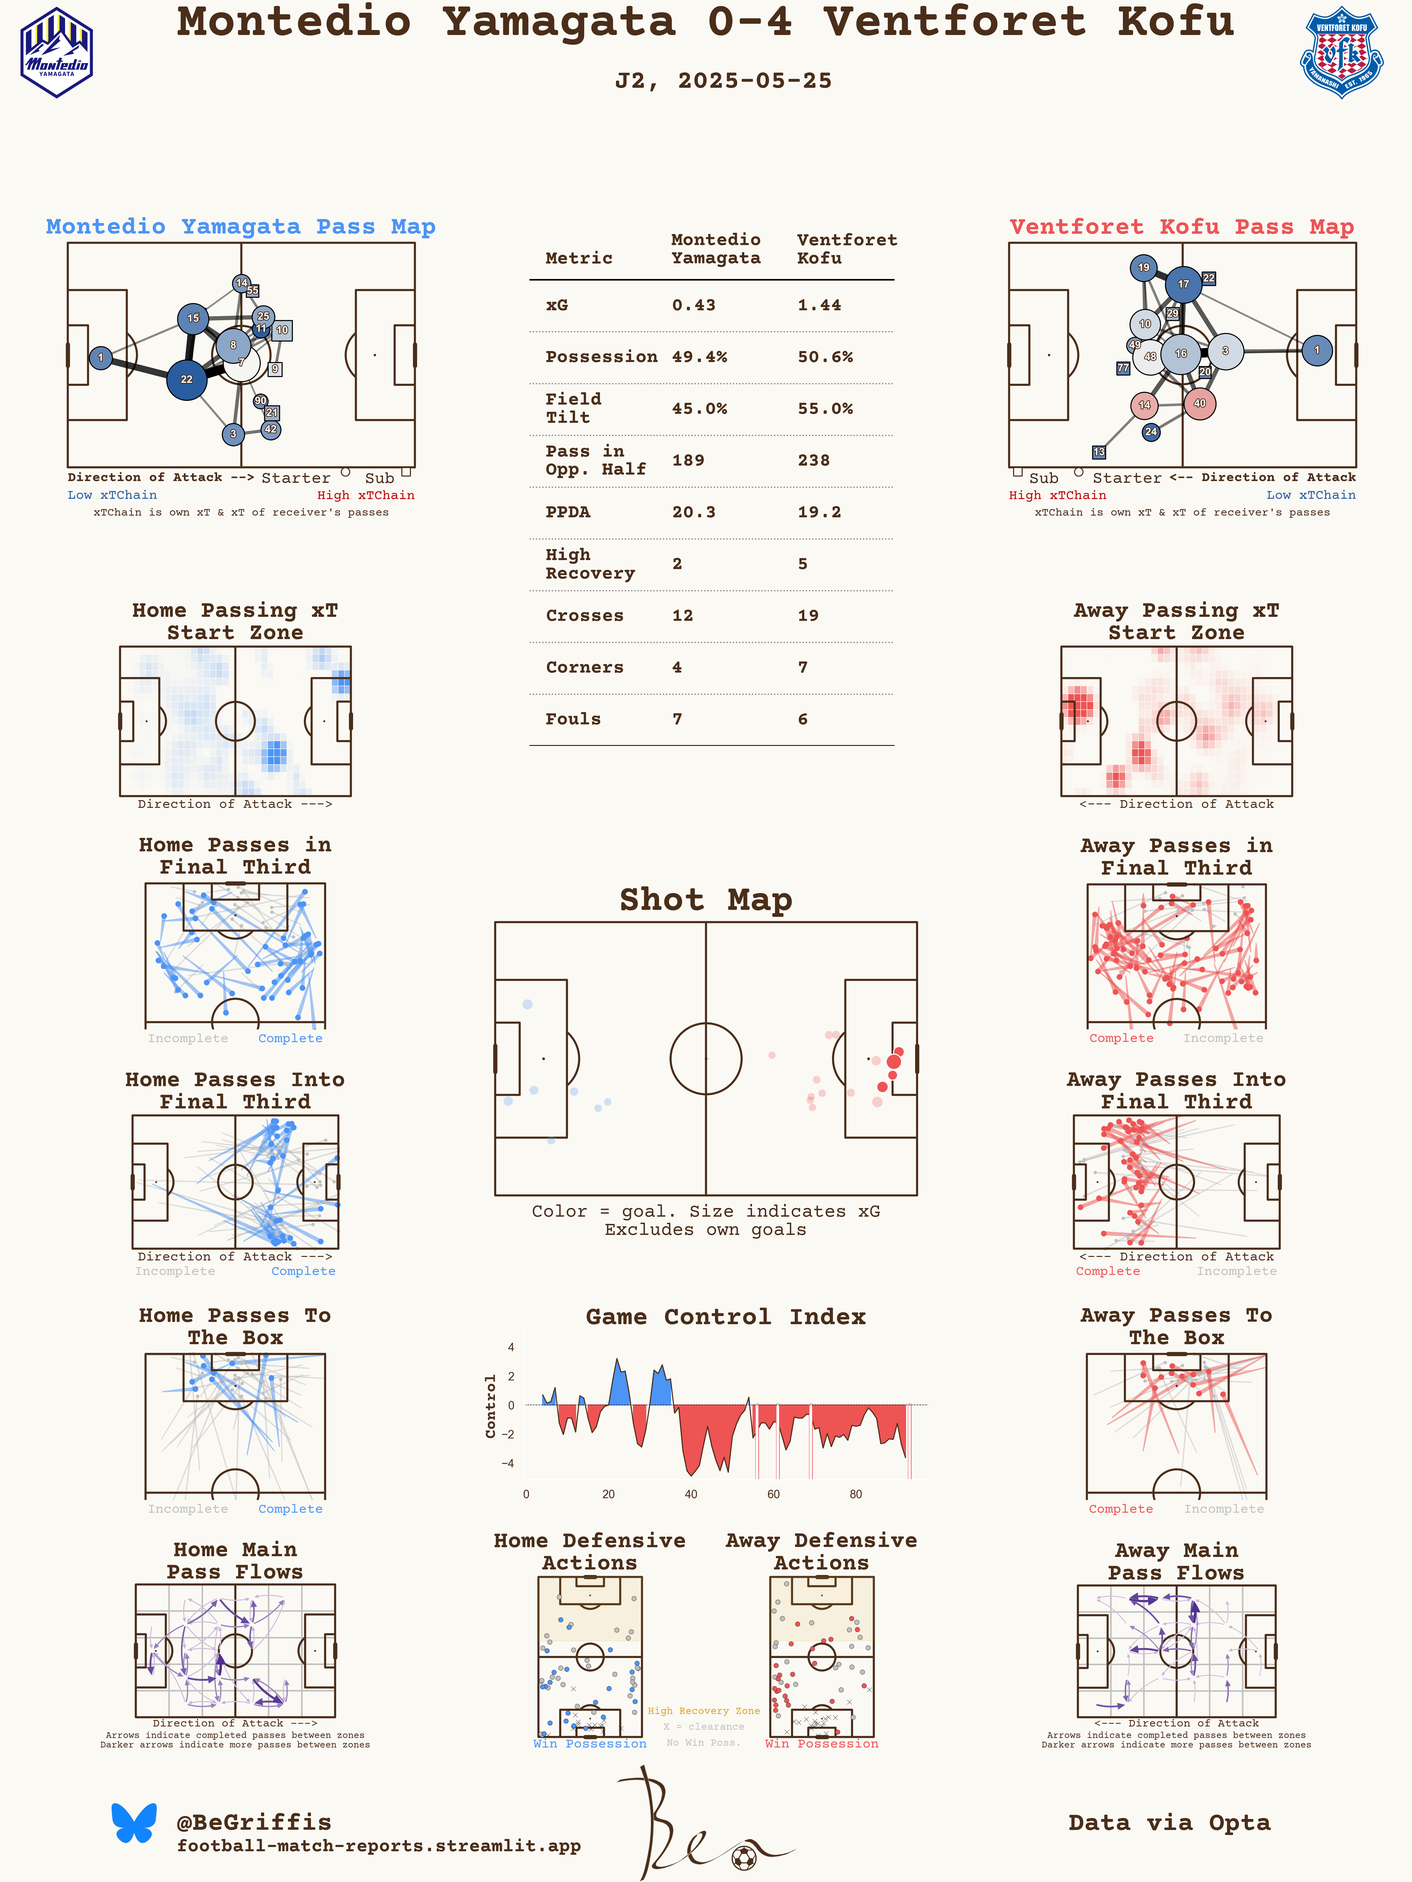 Montedio Yamagata 0-4 Ventforet Kofu
J2, 2025-05-25
Montedio
YAMAGATA
VENTFORET KOFU
vfk
YAMANASHI EST. 1965
Montedio Yamagata Pass Map
1
15
22
14
55
25
11
10
8
7
9
90
21
3
42
Direction of Attack --> Starter Sub
Low xTChain High xTChain
xTChain is own xT & xT of receiver's passes
Metric Montedio Yamagata Ventforet Kofu
xG 0.43 1.44
Possession 49.4% 50.6%
Field Tilt 45.0% 55.0%
Pass in Opp. Half 189 238
PPDA 20.3 19.2
High Recovery 2 5
Crosses 12 19
Corners 4 7
Fouls 7 6
Ventforet Kofu Pass Map
19
17
22
29
10
49
48
16
3
1
77
20
14
40
24
13
Sub Starter <-- Direction of Attack
High xTChain Low xTChain
xTChain is own xT & xT of receiver's passes
Home Passing xT
Start Zone
Direction of Attack --->
Away Passing xT
Start Zone
<--- Direction of Attack
Home Passes in
Final Third
Incomplete Complete
Away Passes in
Final Third
Complete Incomplete
Shot Map
Color = goal. Size indicates xG
Excludes own goals
Home Passes Into
Final Third
Direction of Attack --->
Incomplete Complete
Away Passes Into
Final Third
<--- Direction of Attack
Complete Incomplete
Home Passes To
The Box
Incomplete Complete
Game Control Index
Control
4
2
0
−2
−4
0 20 40 60 80
Away Passes To
The Box
Complete Incomplete
Home Main
Pass Flows
Direction of Attack --->
Arrows indicate completed passes between zones
Darker arrows indicate more passes between zones
Home Defensive
Actions
Win Possession
Away Defensive
Actions
Win Possession
High Recovery Zone
X = clearance
No Win Poss.
Away Main
Pass Flows
<--- Direction of Attack
Arrows indicate completed passes between zones
Darker arrows indicate more passes between zones
@BeGriffis
football-match-reports.streamlit.app
Ben
Data via Opta